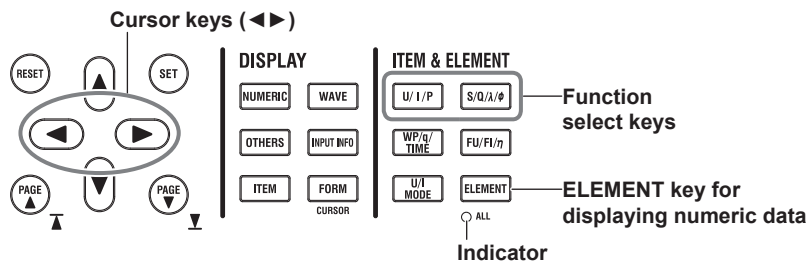 Cursor keys (◄►)
DISPLAY
ITEM & ELEMENT
RESET
SET
NUMERIC
WAVE
U/ I /P
S/Q/λ/ϕ
Function
select keys
OTHERS
INPUT INFO
WP/q/
TIME
FU/FI/η
PAGE
PAGE
ITEM
FORM
CURSOR
U/I
MODE
ELEMENT
ELEMENT key for
displaying numeric data
ALL
Indicator